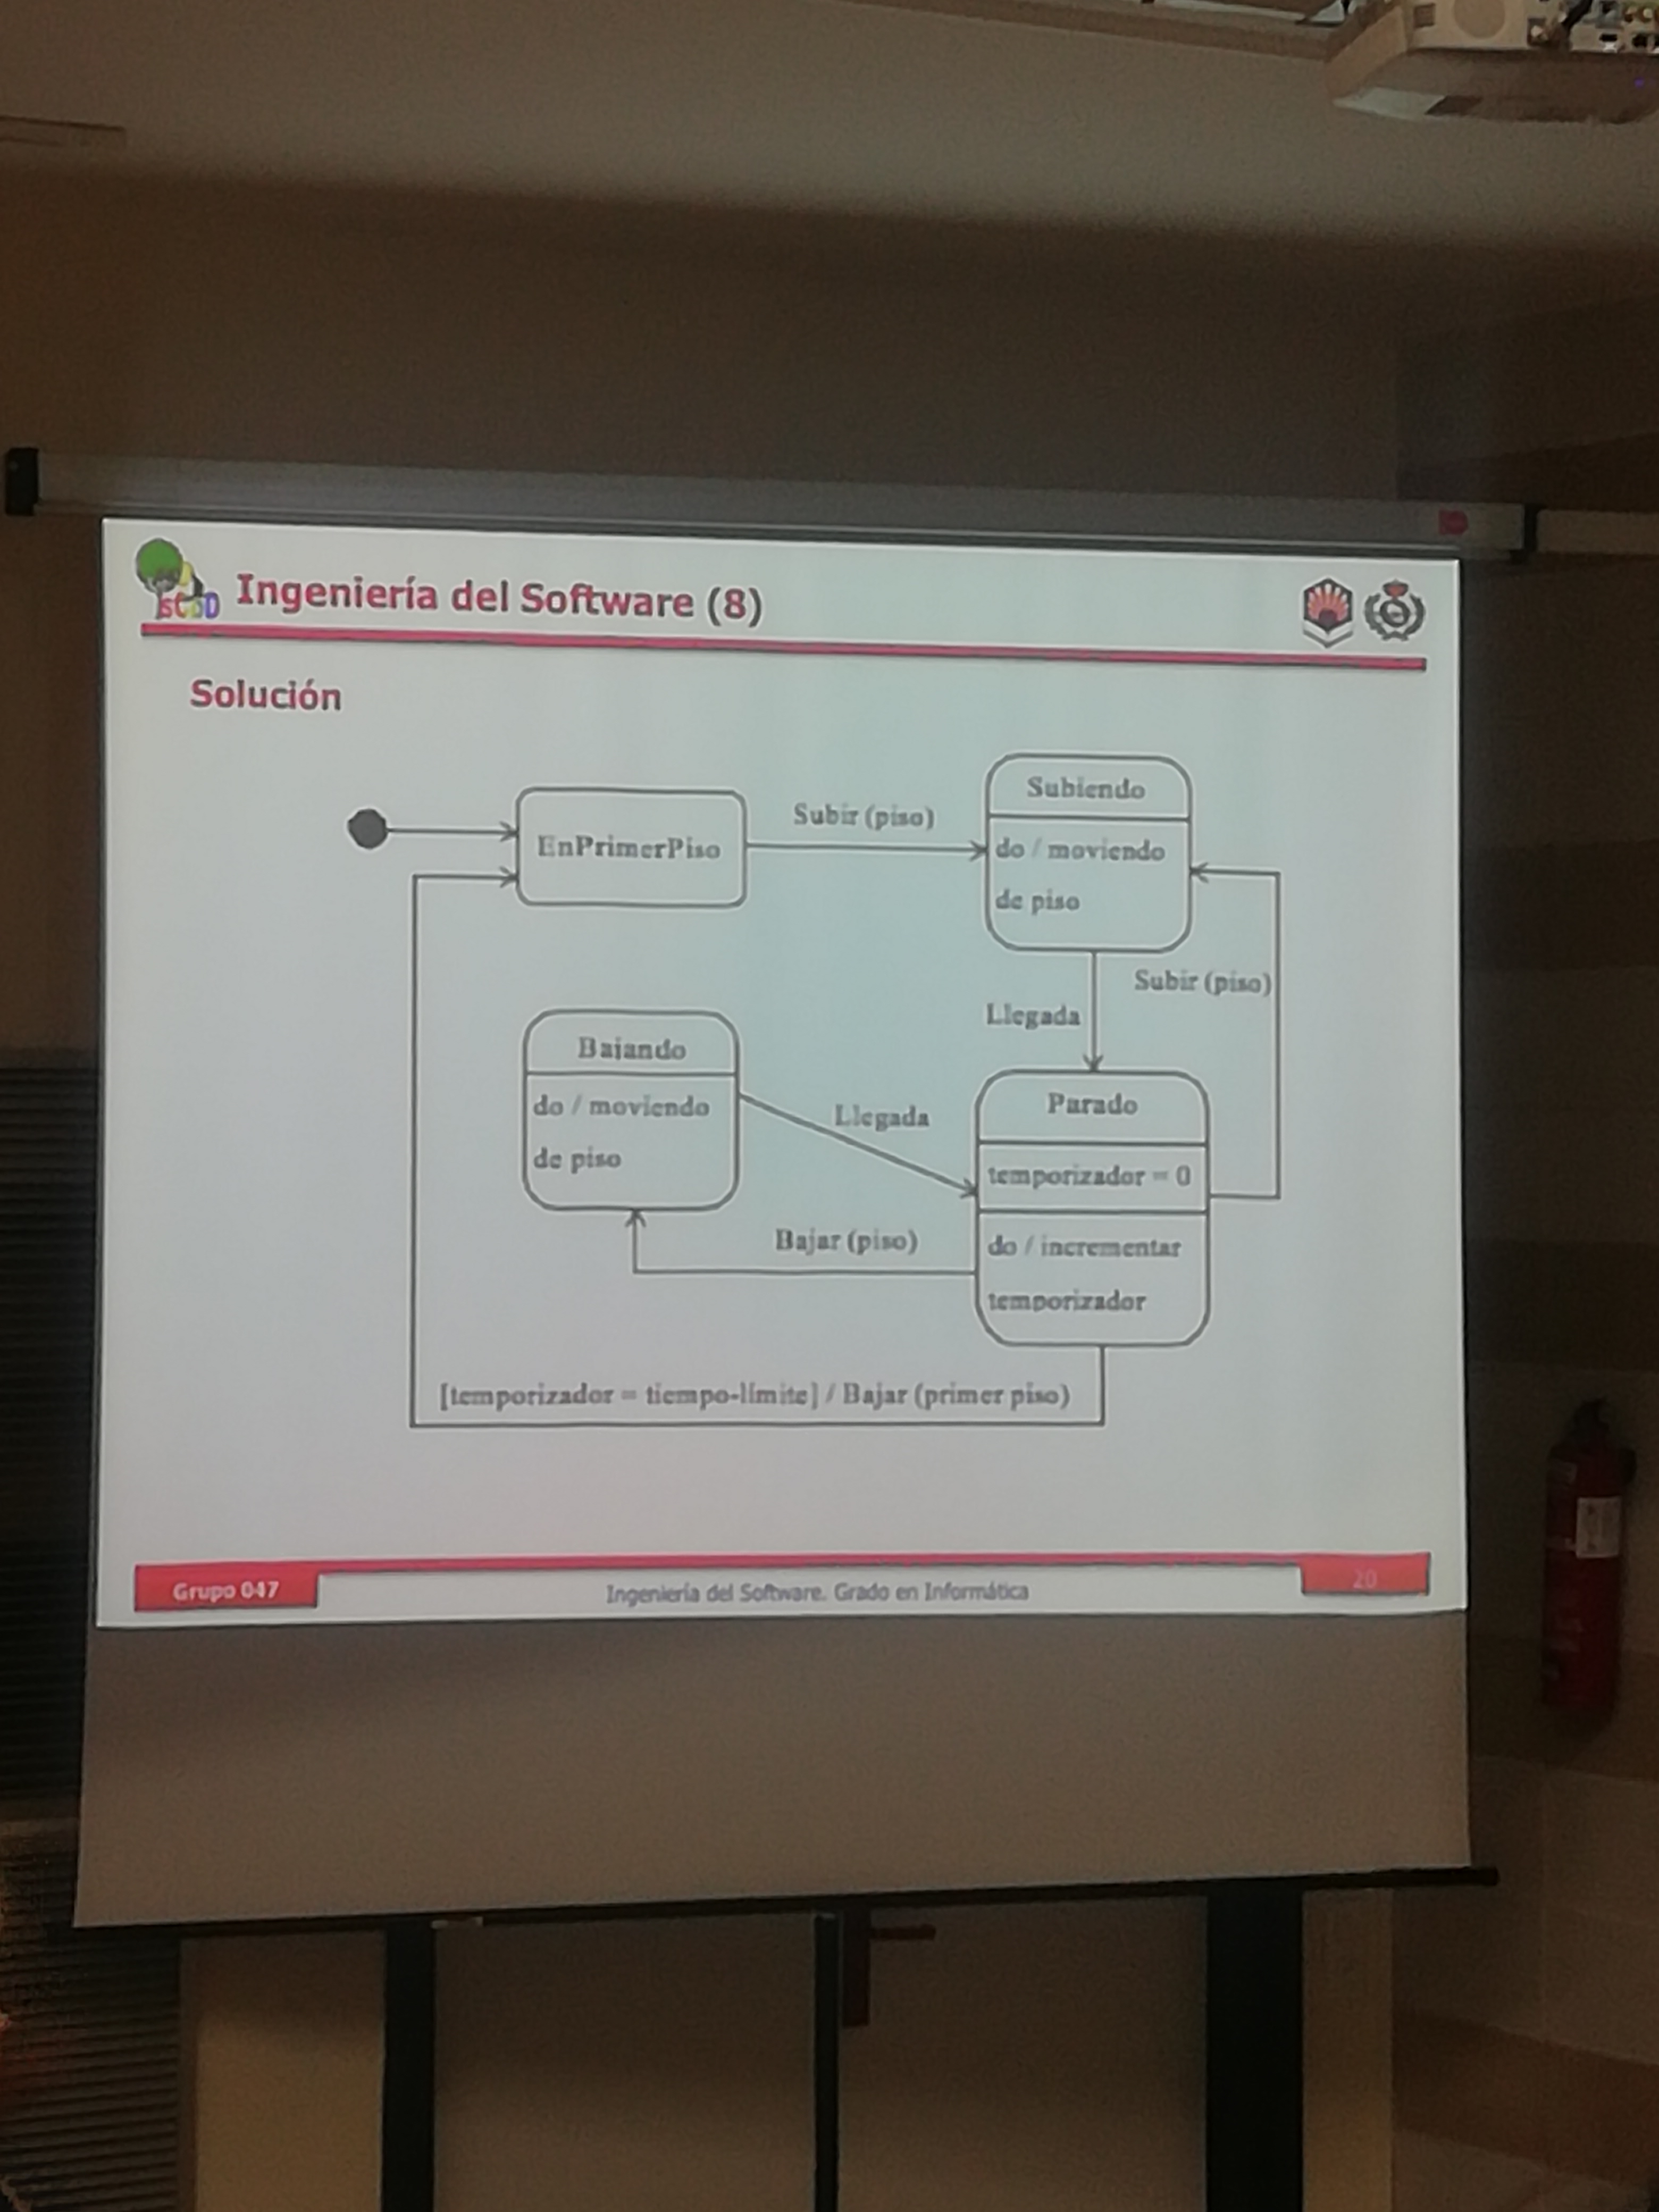 Ingeniería del Software (8)
Solución
EnPrimerPiso
Subir (piso)
Subiendo
do / moviendo
de piso
Subir (piso)
Llegada
Bajando
do / moviendo
de piso
Llegada
Parado
temporizador = 0
Bajar (piso)
do / incrementar
temporizador
[temporizador = tiempo-límite] / Bajar (primer piso)
Grupo 047
Ingeniería del Software. Grado en Informática
20